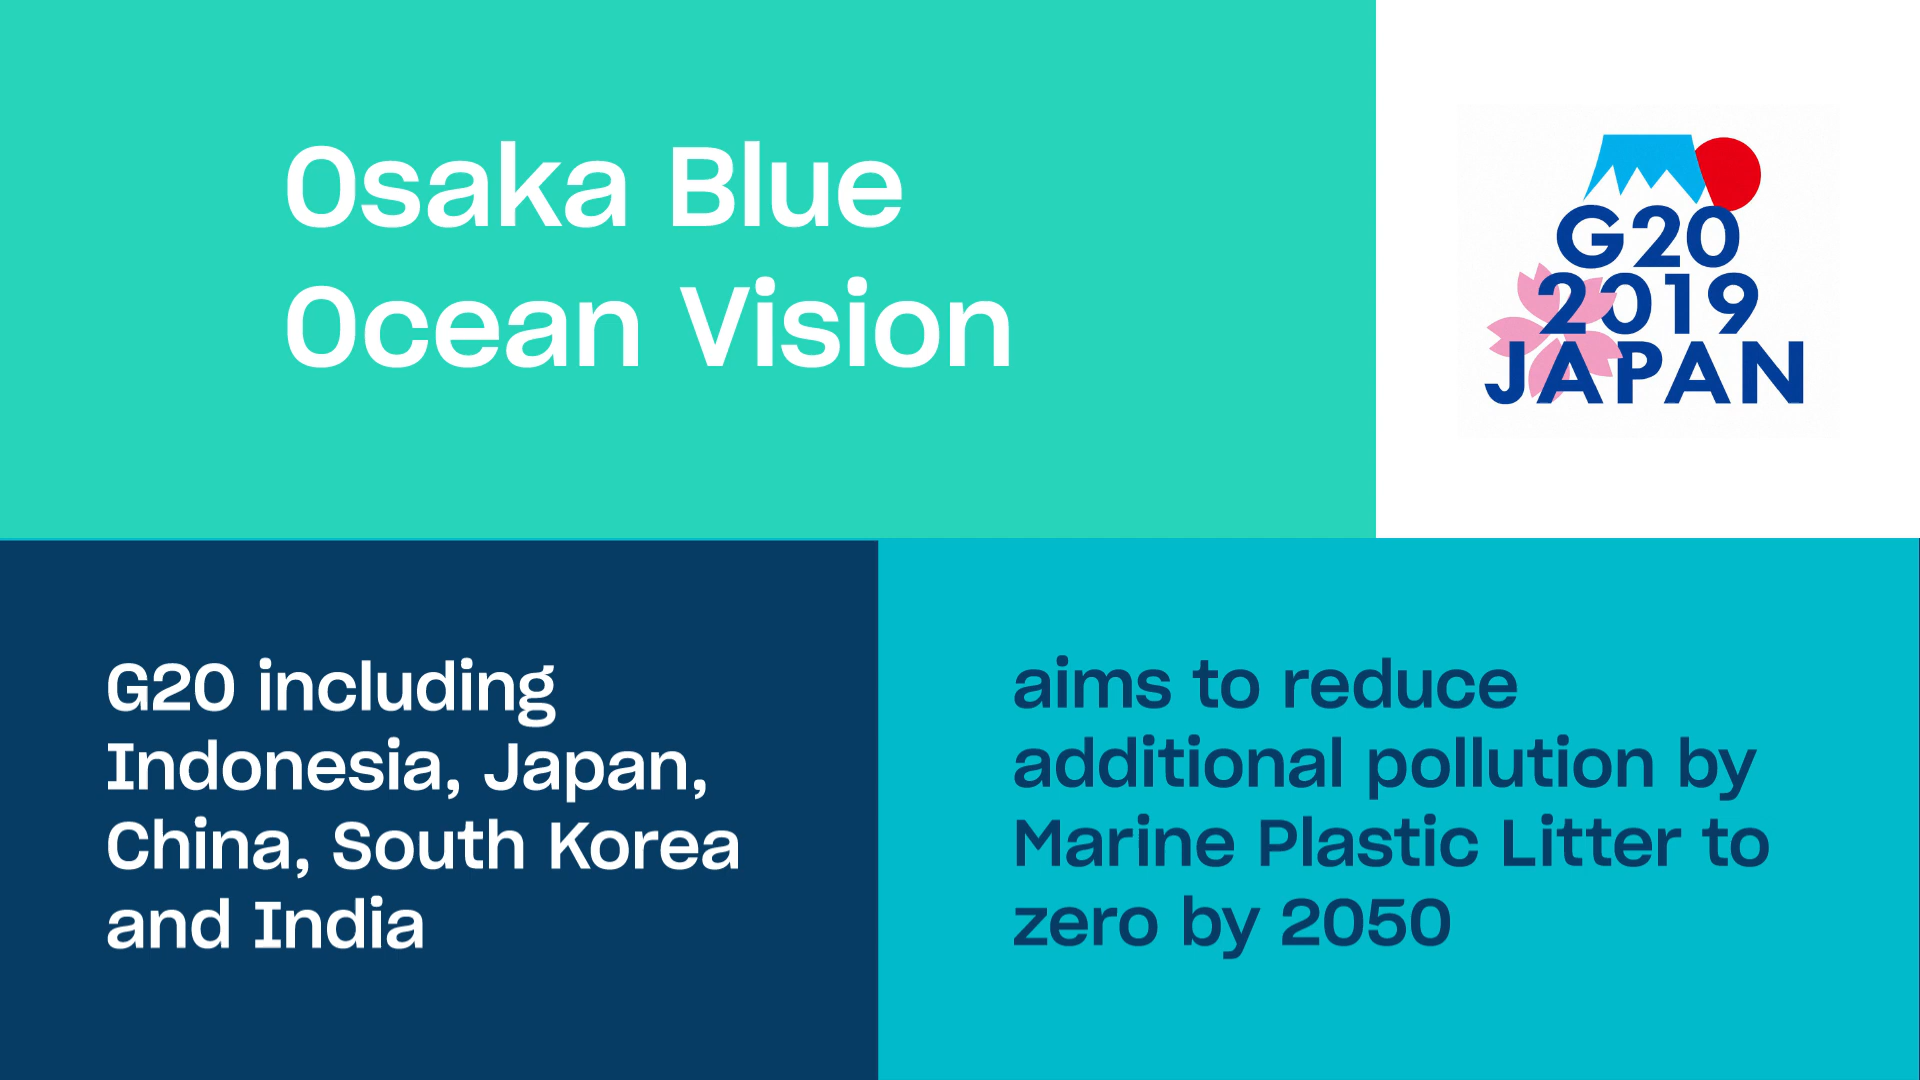 Osaka Blue
Ocean Vision
G20
2019
JAPAN
G20 including
Indonesia, Japan,
China, South Korea
and India
aims to reduce
additional pollution by
Marine Plastic Litter to
zero by 2050